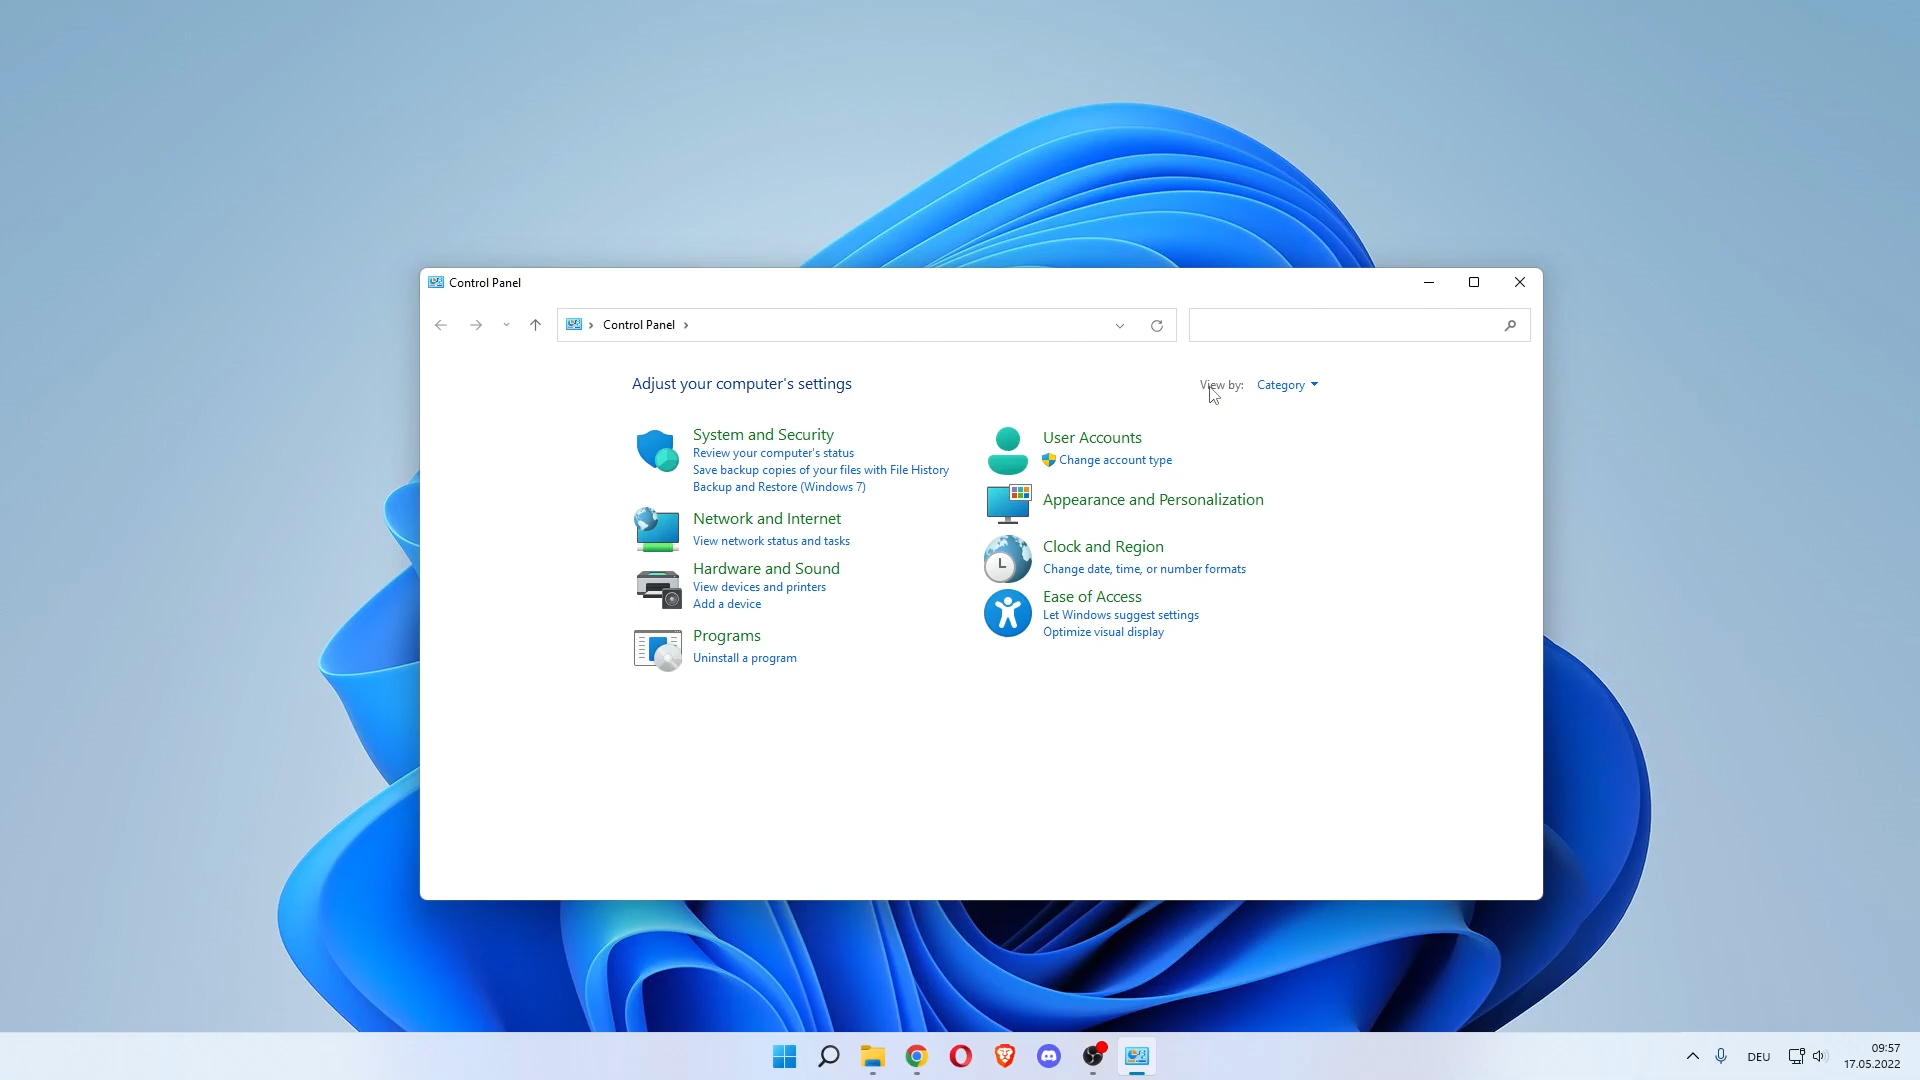 Control Panel
Control Panel
Adjust your computer's settings
View by: Category
System and Security
Review your computer's status
Save backup copies of your files with File History
Backup and Restore (Windows 7)
Network and Internet
View network status and tasks
Hardware and Sound
View devices and printers
Add a device
Programs
Uninstall a program
User Accounts
Change account type
Appearance and Personalization
Clock and Region
Change date, time, or number formats
Ease of Access
Let Windows suggest settings
Optimize visual display
DEU
09:57
17.05.2022